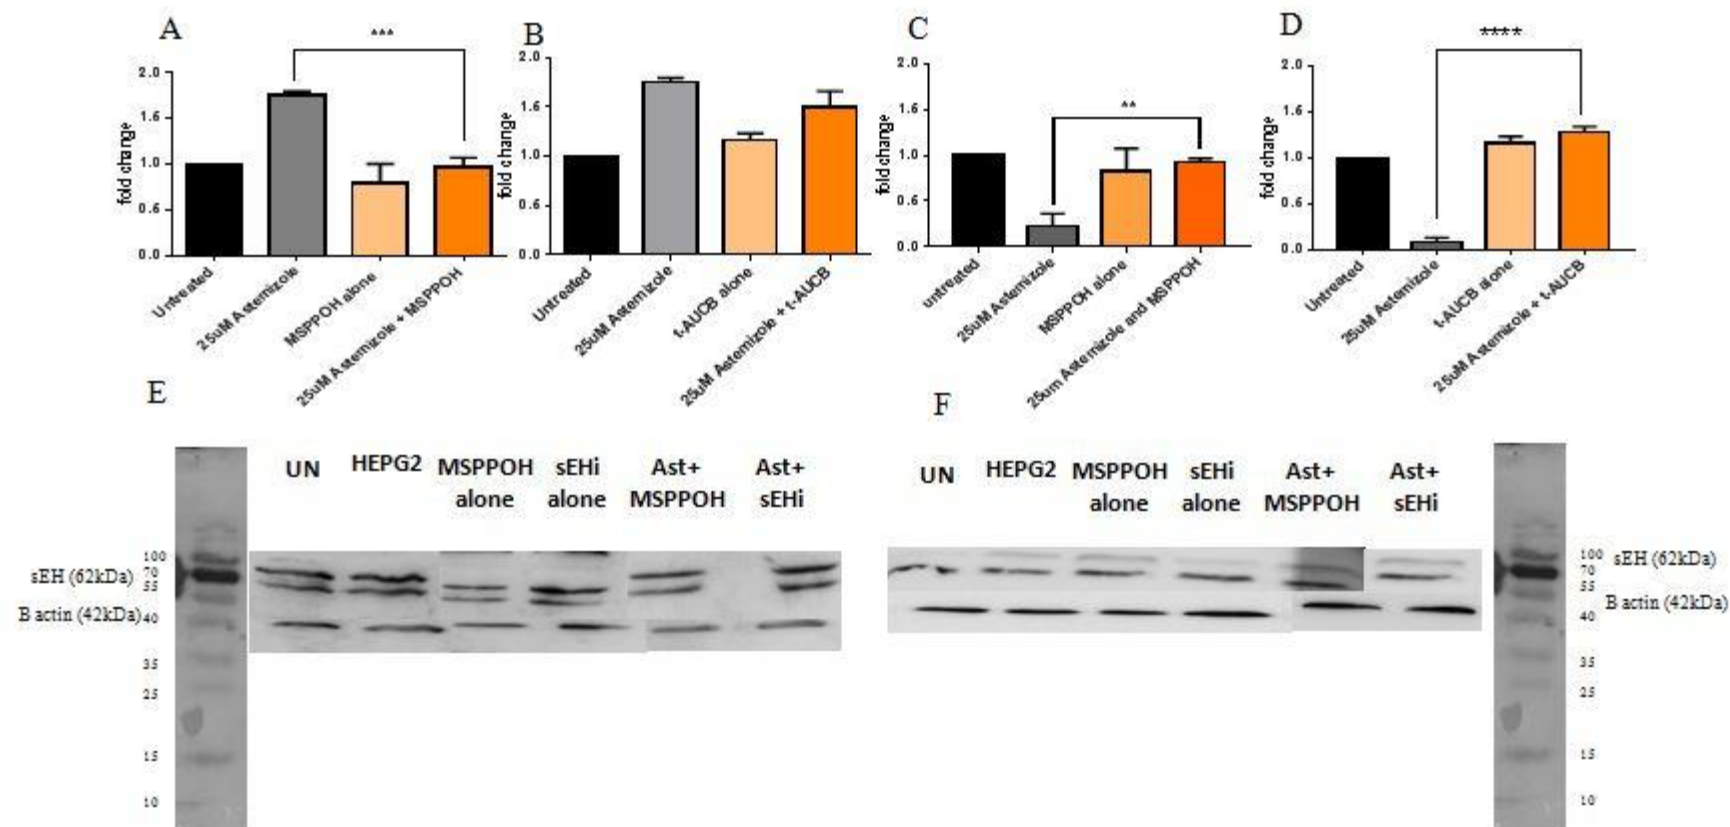 A
***
fold change
2.0
1.6
1.0
0.6
0.0
Untreated
25uM Astemizole
MSPPOH alone
25uM Astemizole + MSPPOH
B
fold change
2.0
1.6
1.0
0.6
0.0
Untreated
25uM Astemizole
t-AUCB alone
25uM Astemizole + t-AUCB
C
**
fold change
2.0
1.6
1.0
0.6
0.0
untreated
25uM Astemizole
MSPPOH alone
25um Astemizole and MSPPOH
D
****
fold change
2.0
1.6
1.0
0.6
0.0
Untreated
25uM Astemizole
t-AUCB alone
25uM Astemizole + t-AUCB
E
UN
HEPG2
MSPPOH
alone
sEHi
alone
Ast+
MSPPOH
Ast+
sEHi
sEH (62kDa)
B actin (42kDa)
100
70
55
40
35
25
15
10
F
UN
HEPG2
MSPPOH
alone
sEHi
alone
Ast+
MSPPOH
Ast+
sEHi
100
70
55
40
35
25
15
10
sEH (62kDa)
B actin (42kDa)